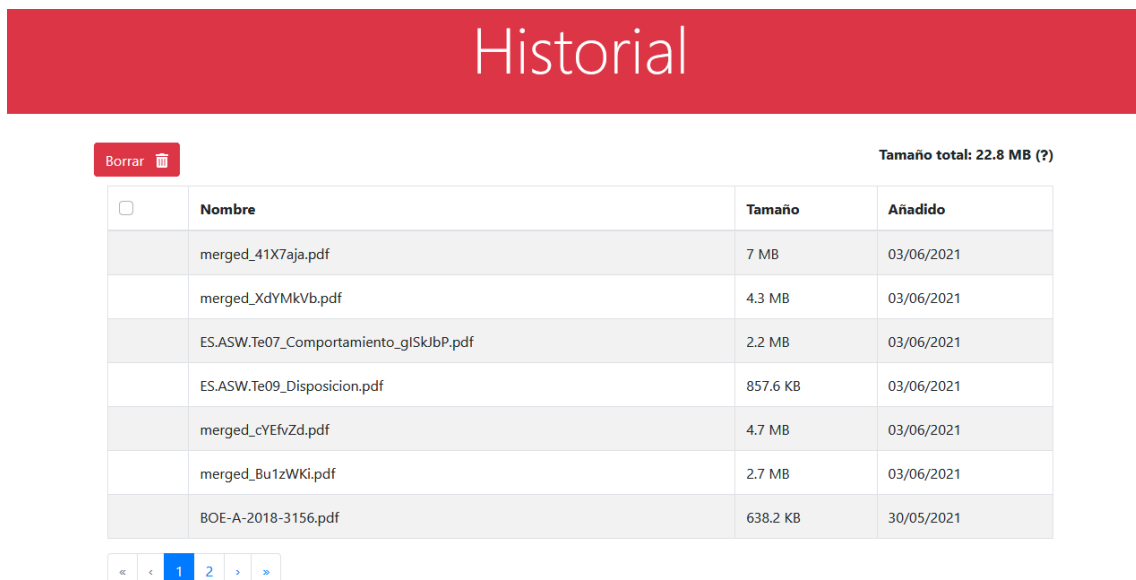 Historial
Borrar
Tamaño total: 22.8 MB (?)
Nombre Tamaño Añadido
merged_41X7aja.pdf 7 MB 03/06/2021
merged_XdYMkVb.pdf 4.3 MB 03/06/2021
ES.ASW.Te07_Comportamiento_gISkJbP.pdf 2.2 MB 03/06/2021
ES.ASW.Te09_Disposicion.pdf 857.6 KB 03/06/2021
merged_cYEfvZd.pdf 4.7 MB 03/06/2021
merged_Bu1zWKi.pdf 2.7 MB 03/06/2021
BOE-A-2018-3156.pdf 638.2 KB 30/05/2021
« ‹ 1 2 › »